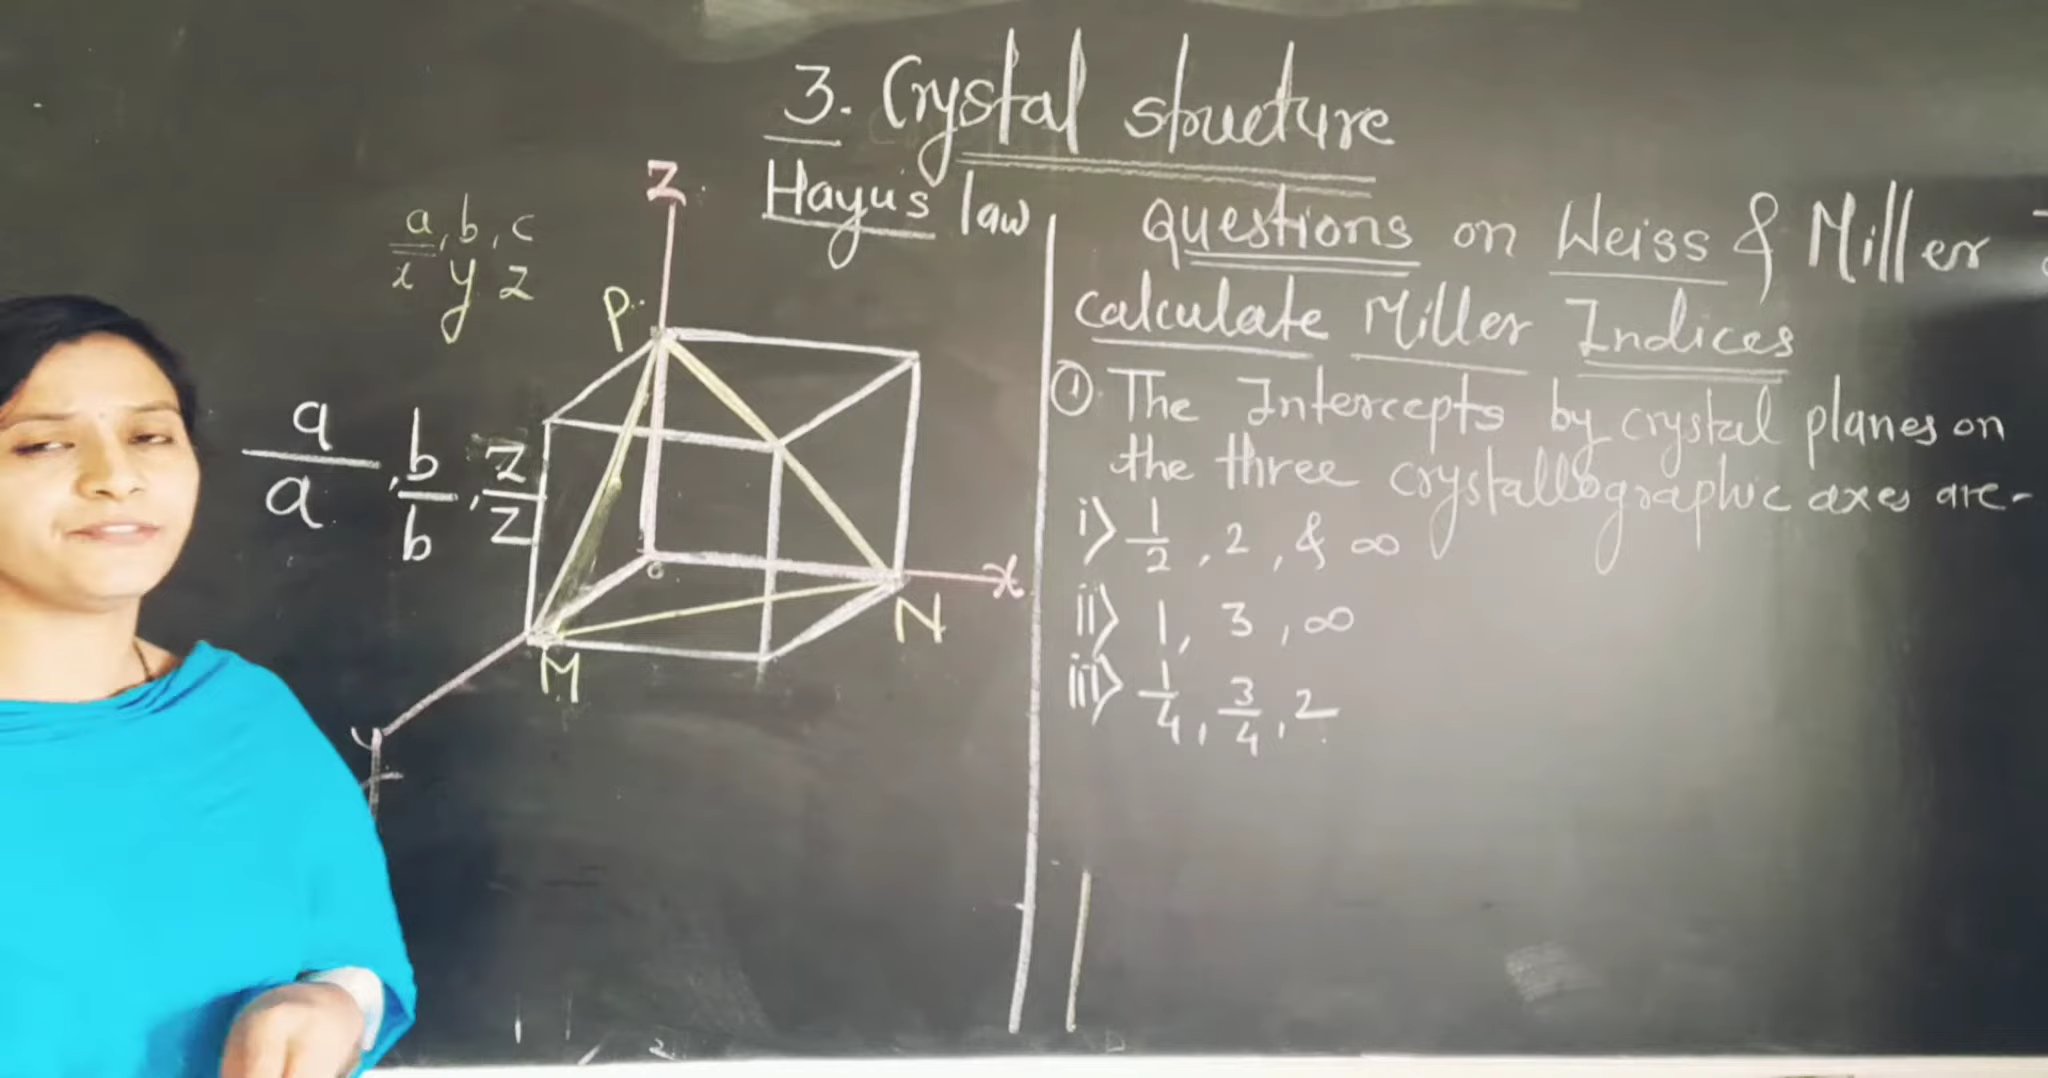 3. Crystal structure
Hayu's law
a, b, c
x y z
Z
P
a/a, b/b, z/z
o
x
N
M
Y
Questions on Weiss & Miller
calculate Miller Indices
① The Intercepts by crystal planes on
the three crystallographic axes are-
i) 1/2, 2, & ∞
ii) 1, 3, ∞
iii) 1/4, 3/4, 2